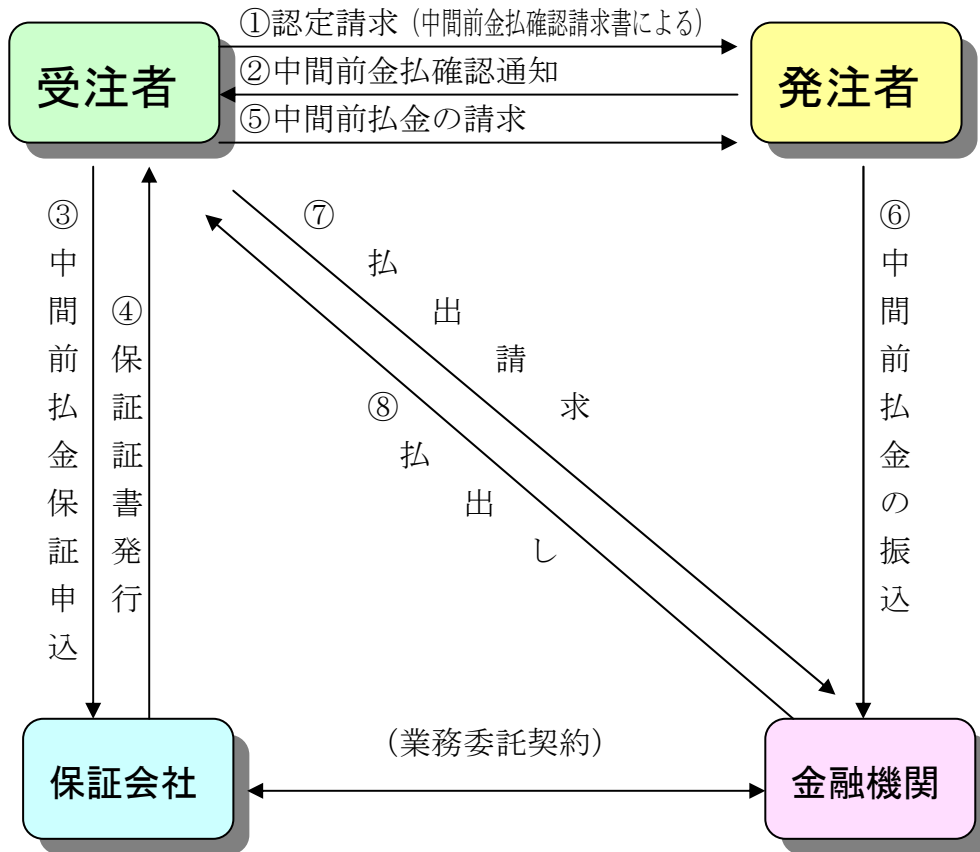 ①認定請求（中間前金払確認請求書による）
受注者
②中間前金払確認通知
発注者
⑤中間前払金の請求
③中間前払金保証申込
④保証証書発行
⑦払出請求
⑧払出し
⑥中間前払金の振込
（業務委託契約）
保証会社
金融機関